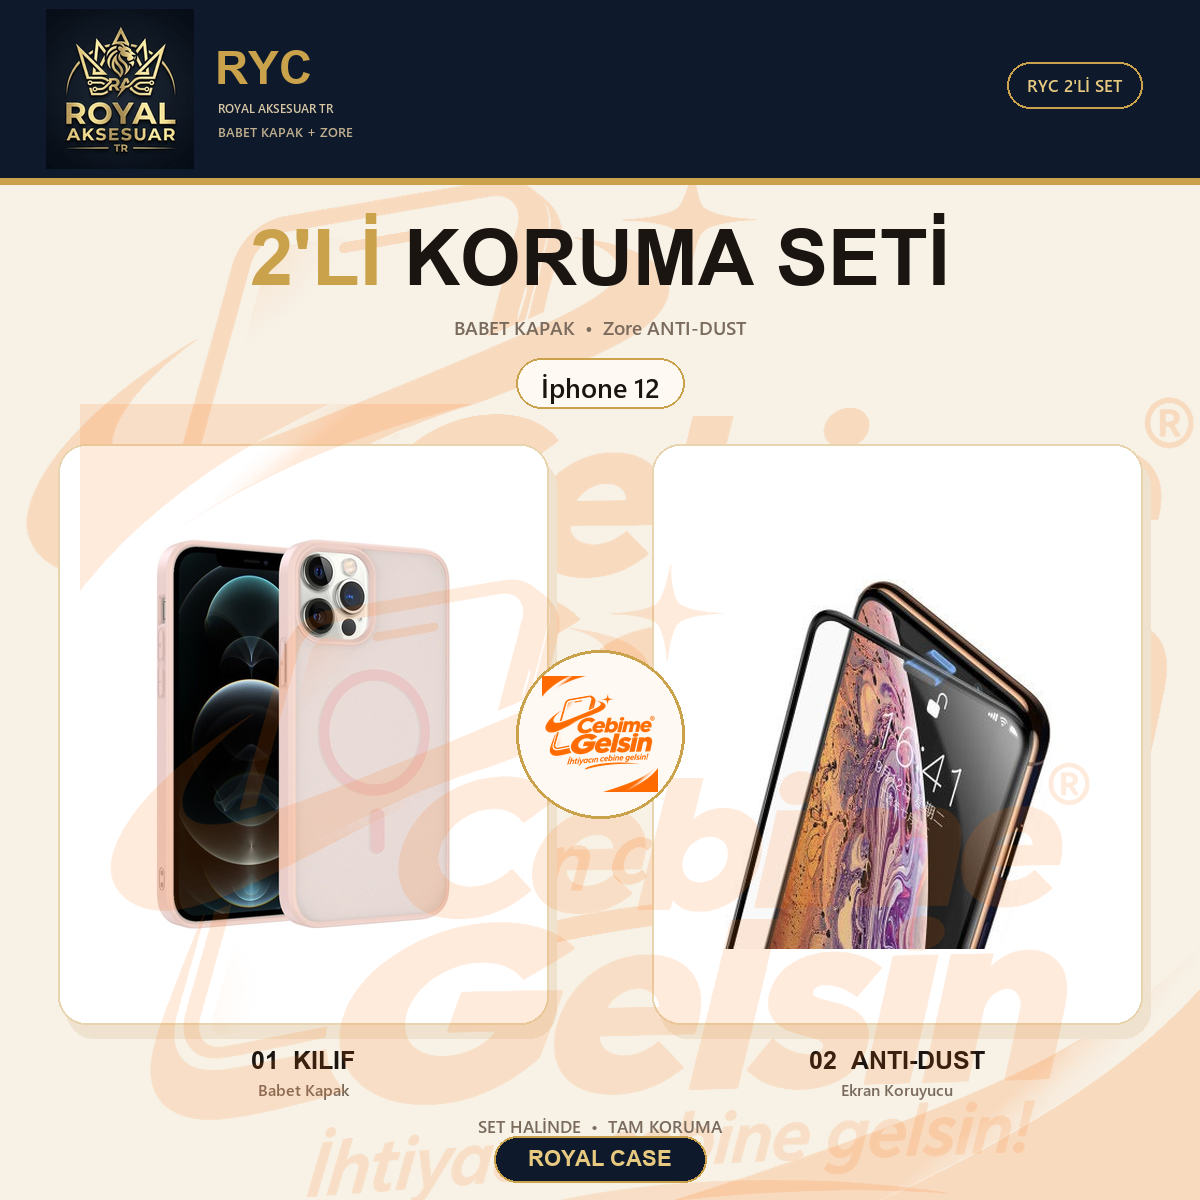 ROYAL
AKSESUAR
TR
RYC
ROYAL AKSESUAR TR
BABET KAPAK + ZORE
RYC 2'Lİ SET
2'Lİ KORUMA SETİ
BABET KAPAK • Zore ANTI-DUST
İphone 12
®
Cebime®
Gelsin
İhtiyacın cebine gelsin!
®
Cebime
Gelsin
01 KILIF
Babet Kapak
02 ANTI-DUST
Ekran Koruyucu
SET HALİNDE • TAM KORUMA
ROYAL CASE